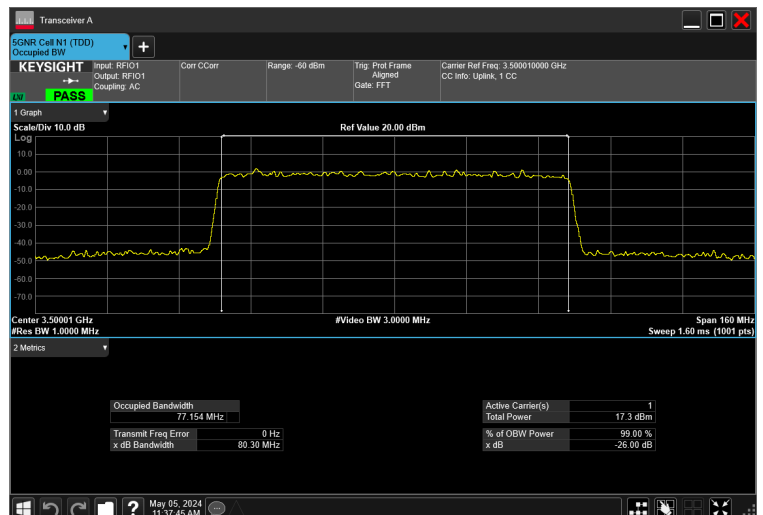 Transceiver A
5GNR Cell N1 (TDD)
Occupied BW
KEYSIGHT
LXI
PASS
Input: RFIO1
Output: RFIO1
Coupling: AC
Corr CCorr
Range: -60 dBm
Trig: Prot Frame
Aligned
Gate: FFT
Carrier Ref Freq: 3.500010000 GHz
CC Info: Uplink, 1 CC
1 Graph
Scale/Div 10.0 dB
Ref Value 20.00 dBm
Log
10.0
0.00
-10.0
-20.0
-30.0
-40.0
-50.0
-60.0
-70.0
Center 3.50001 GHz
#Video BW 3.0000 MHz
Span 160 MHz
#Res BW 1.0000 MHz
Sweep 1.60 ms (1001 pts)
2 Metrics
Occupied Bandwidth
77.154 MHz
Transmit Freq Error 0 Hz
x dB Bandwidth 80.30 MHz
Active Carrier(s) 1
Total Power 17.3 dBm
% of OBW Power 99.00 %
x dB -26.00 dB
?
May 05, 2024
11:37:45 AM